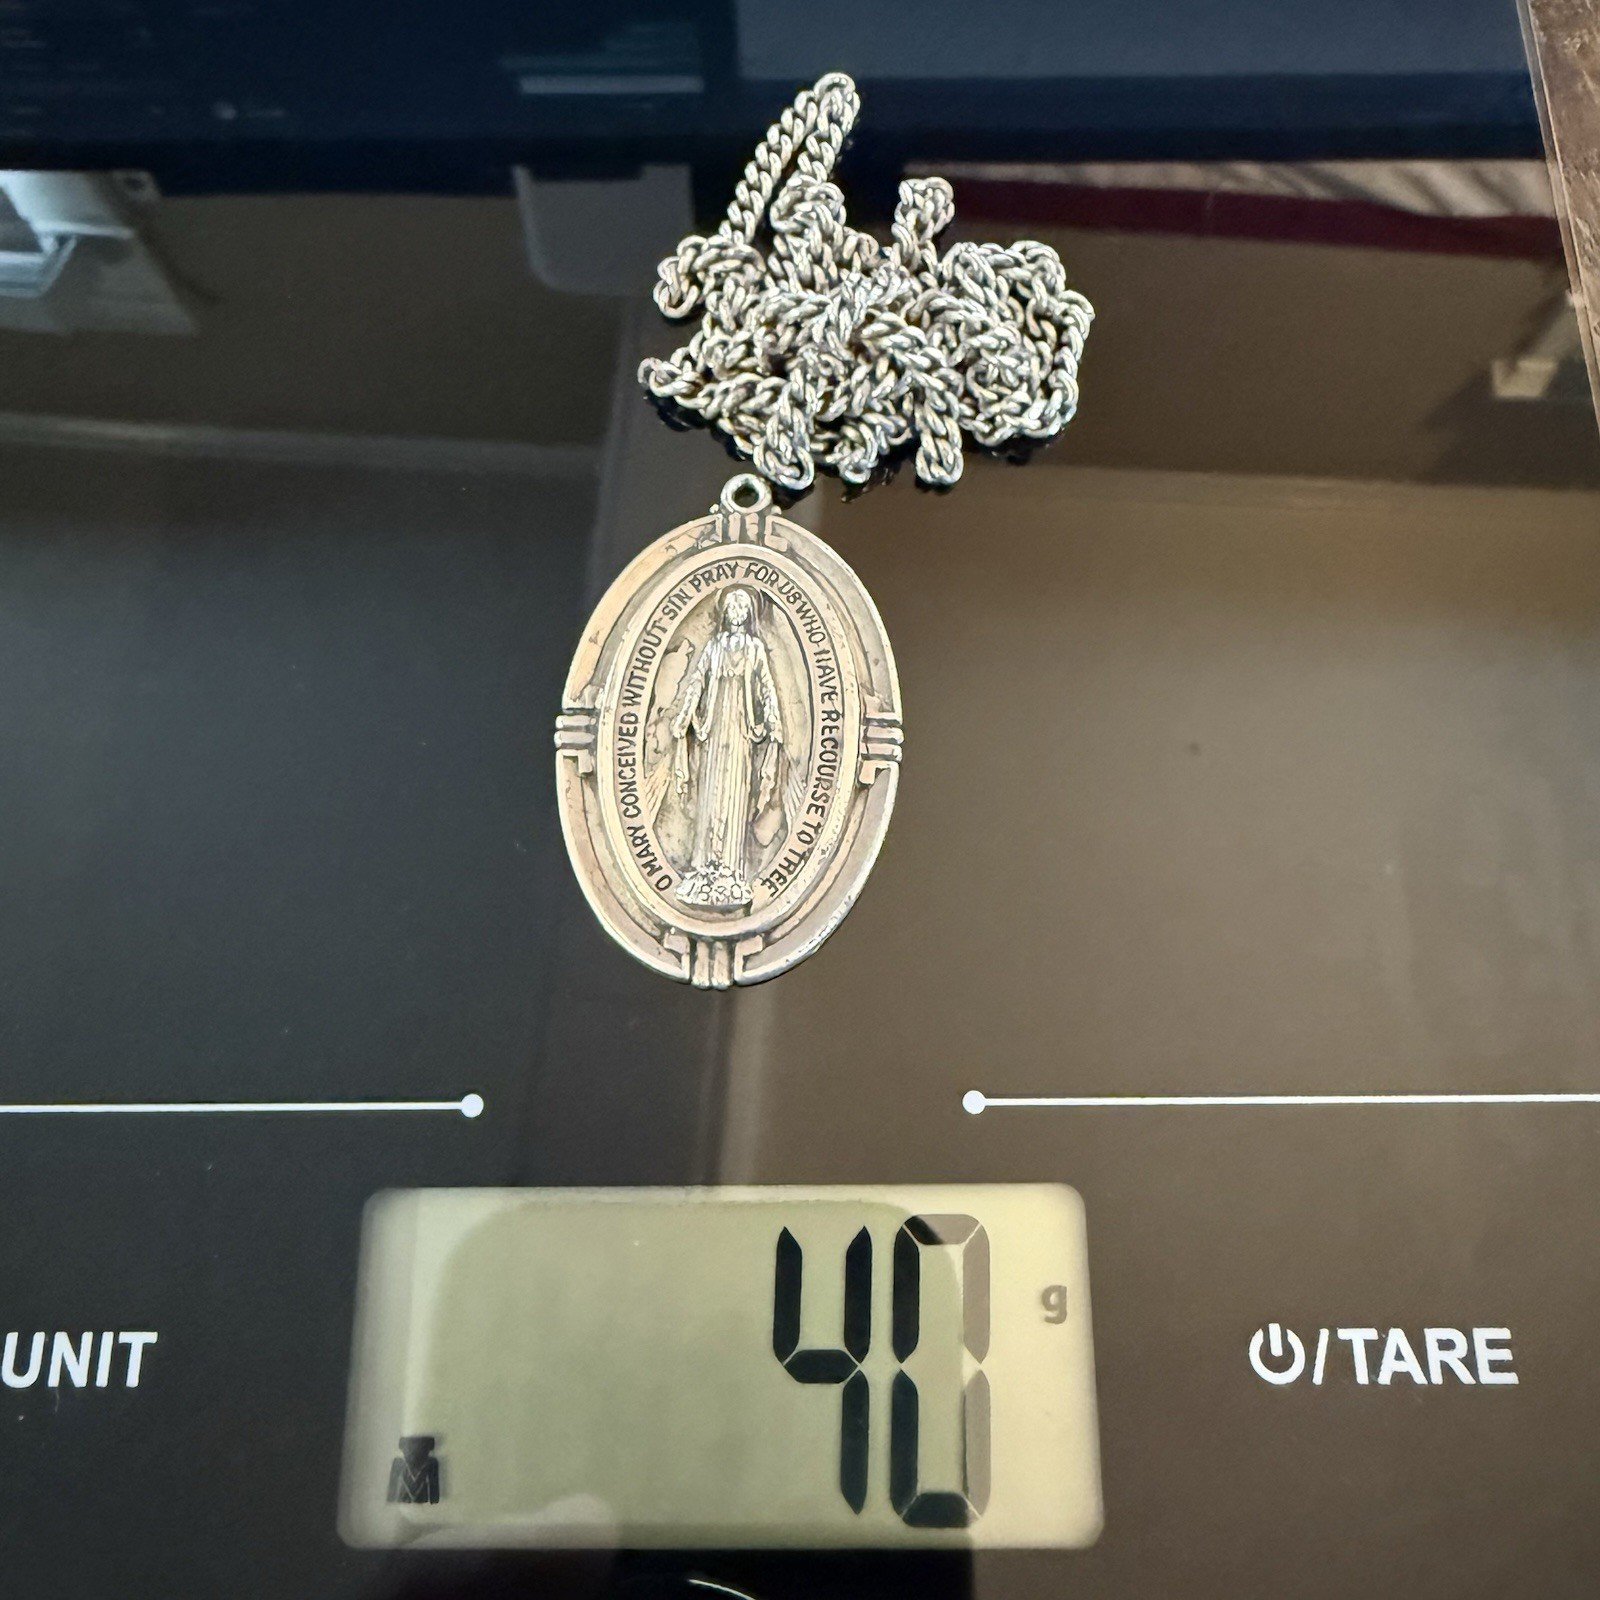 O MARY CONCEIVED WITHOUT SIN PRAY FOR US WHO HAVE RECOURSE TO THEE
1830
40 g
UNIT
/TARE